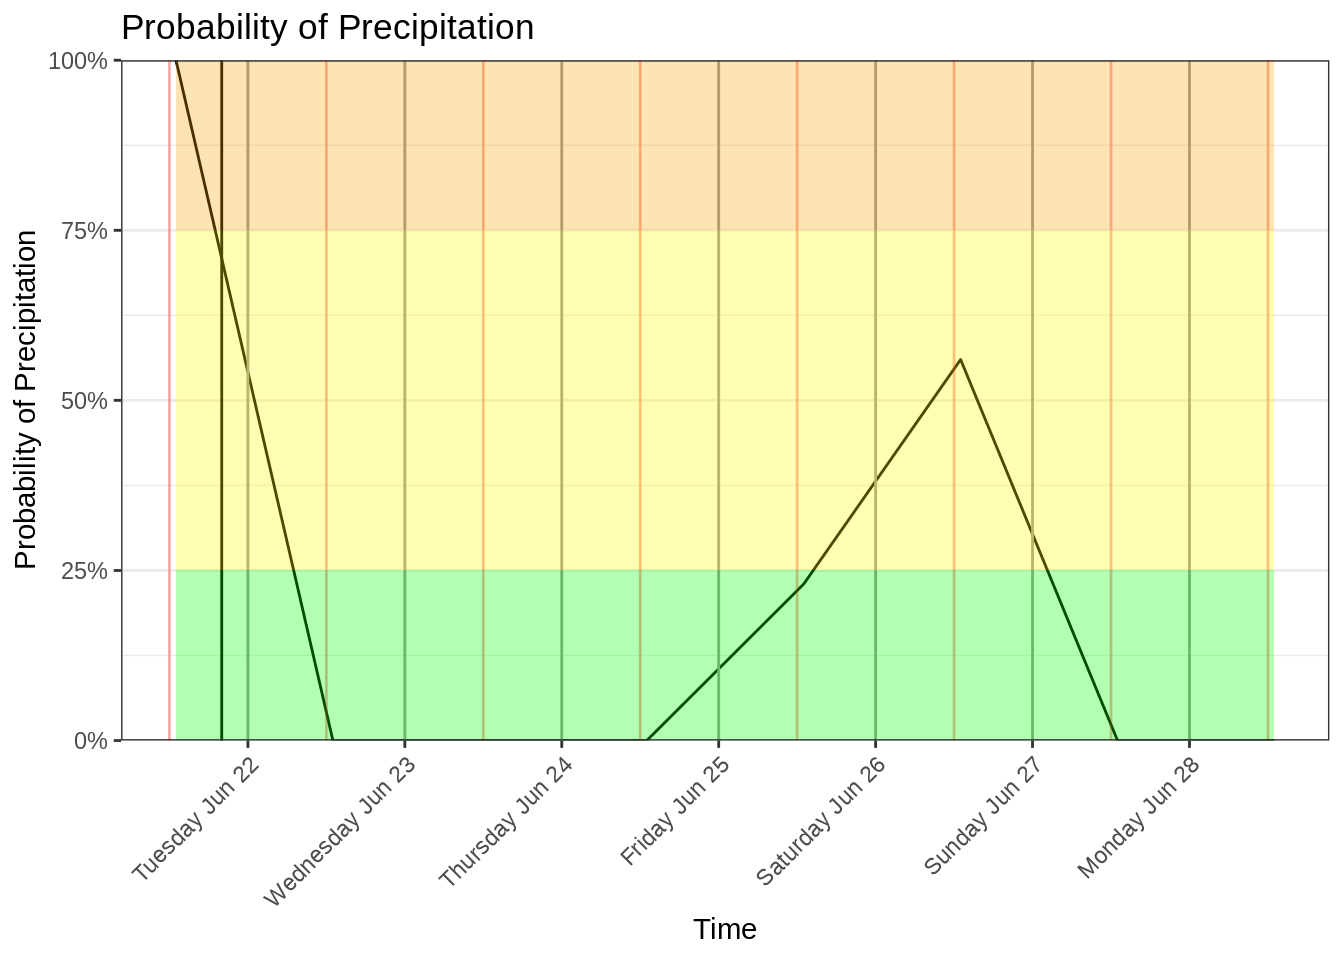 Probability of Precipitation
Probability of Precipitation
100%
75%
50%
25%
0%
Tuesday Jun 22
Wednesday Jun 23
Thursday Jun 24
Friday Jun 25
Saturday Jun 26
Sunday Jun 27
Monday Jun 28
Time